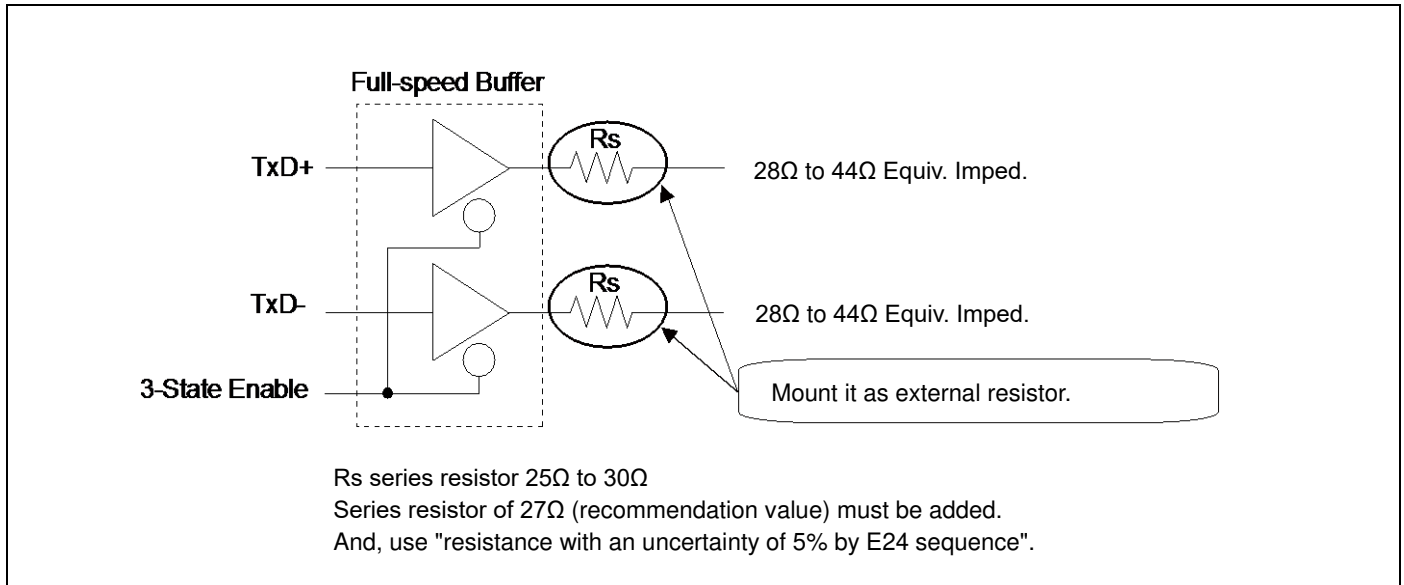 Full-speed Buffer
Rs
TxD+
28Ω to 44Ω Equiv. Imped.
Rs
TxD-
28Ω to 44Ω Equiv. Imped.
3-State Enable
Mount it as external resistor.
Rs series resistor 25Ω to 30Ω
Series resistor of 27Ω (recommendation value) must be added.
And, use "resistance with an uncertainty of 5% by E24 sequence".